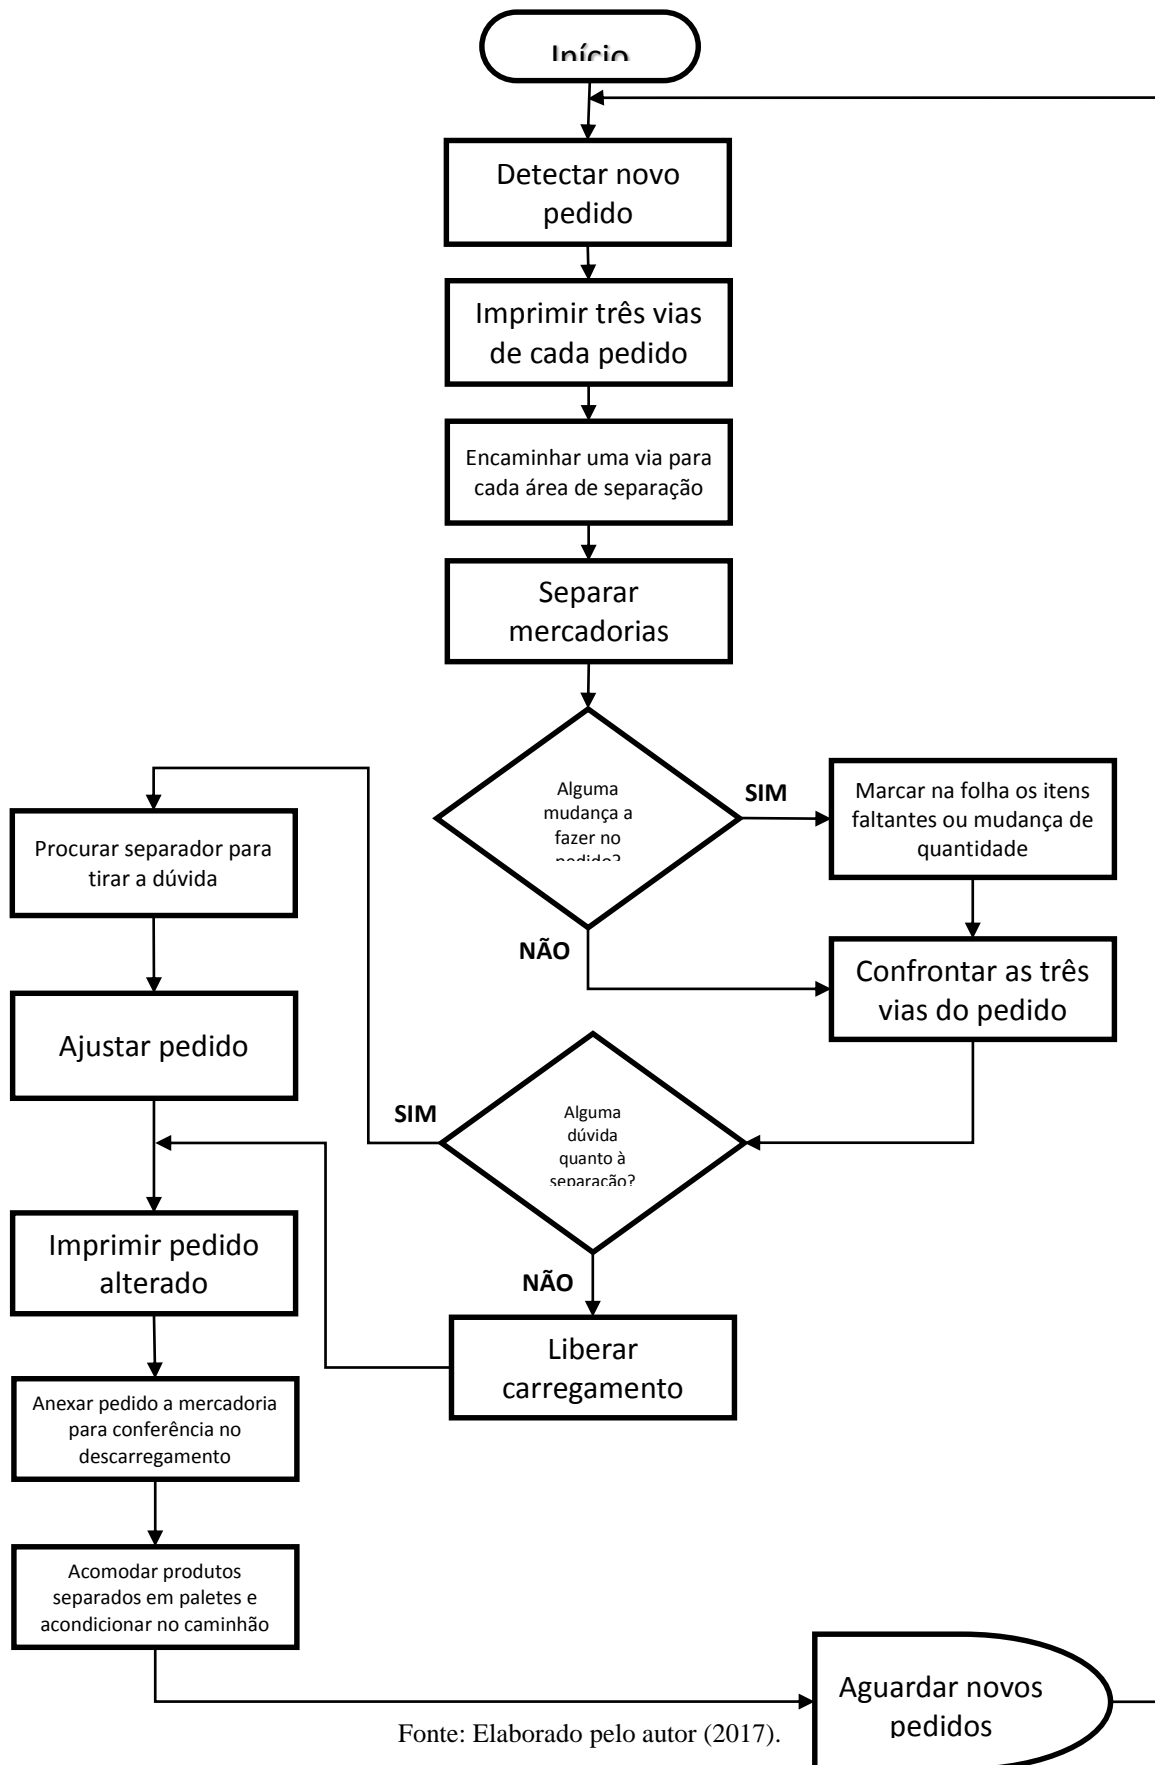 Início
Detectar novo
pedido
Imprimir três vias
de cada pedido
Encaminhar uma via para
cada área de separação
Separar
mercadorias
Alguma
mudança a
fazer no
pedido?
SIM
NÃO
Marcar na folha os itens
faltantes ou mudança de
quantidade
Confrontar as três
vias do pedido
Alguma
dúvida
quanto à
separação?
SIM
NÃO
Procurar separador para
tirar a dúvida
Ajustar pedido
Imprimir pedido
alterado
Liberar
carregamento
Anexar pedido a mercadoria
para conferência no
descarregamento
Acomodar produtos
separados em paletes e
acondicionar no caminhão
Aguardar novos
pedidos
Fonte: Elaborado pelo autor (2017).